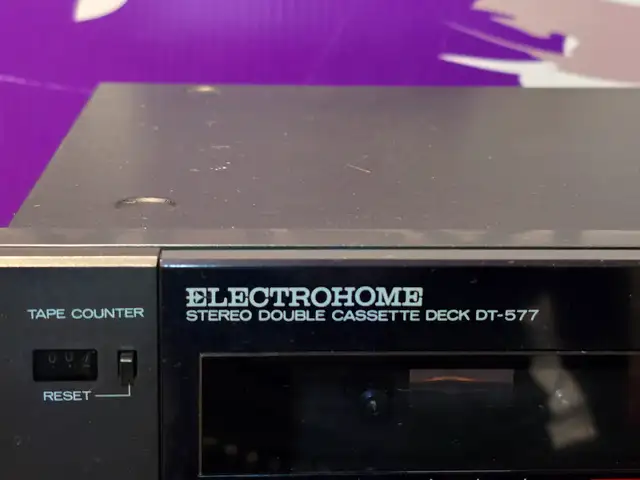 ELECTROHOME
STEREO DOUBLE CASSETTE DECK DT-577
TAPE COUNTER
RESET